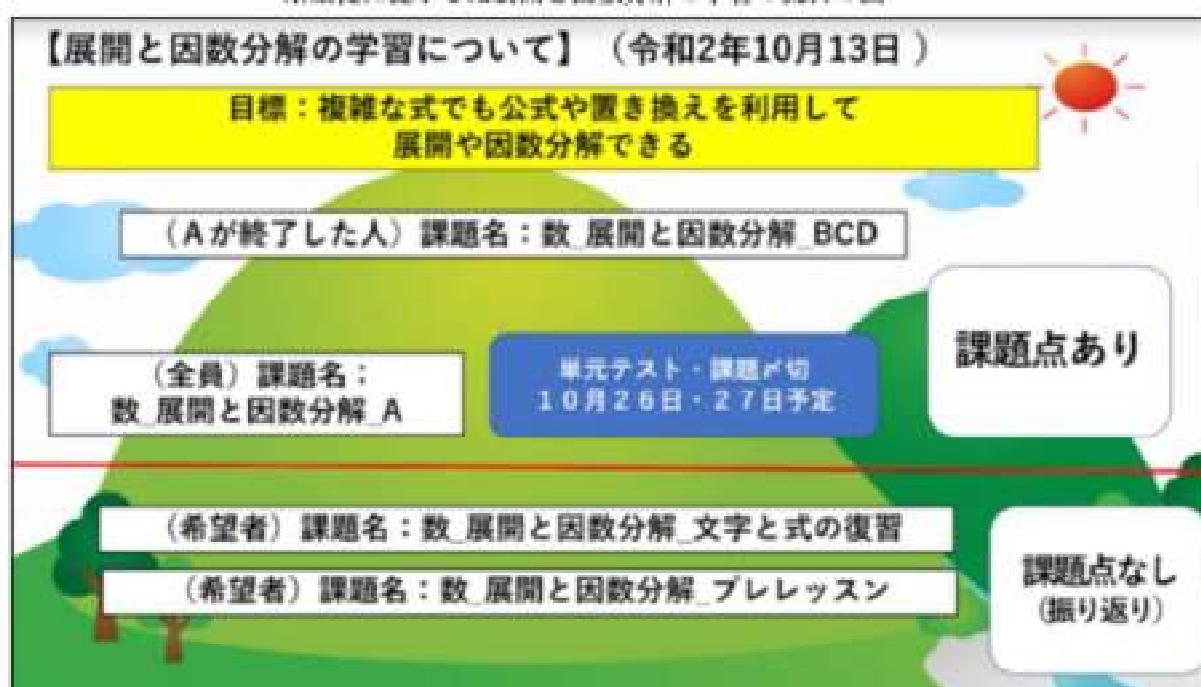 【展開と因数分解の学習について】（令和2年10月13日 ）
目標：複雑な式でも公式や置き換えを利用して
展開や因数分解できる
（Aが終了した人）課題名：数_展開と因数分解_BCD
課題点あり
（全員）課題名：
数_展開と因数分解_A
単元テスト・課題〆切
10月26日・27日予定
（希望者）課題名：数_展開と因数分解_文字と式の復習
（希望者）課題名：数_展開と因数分解_プレレッスン
課題点なし
（振り返り）